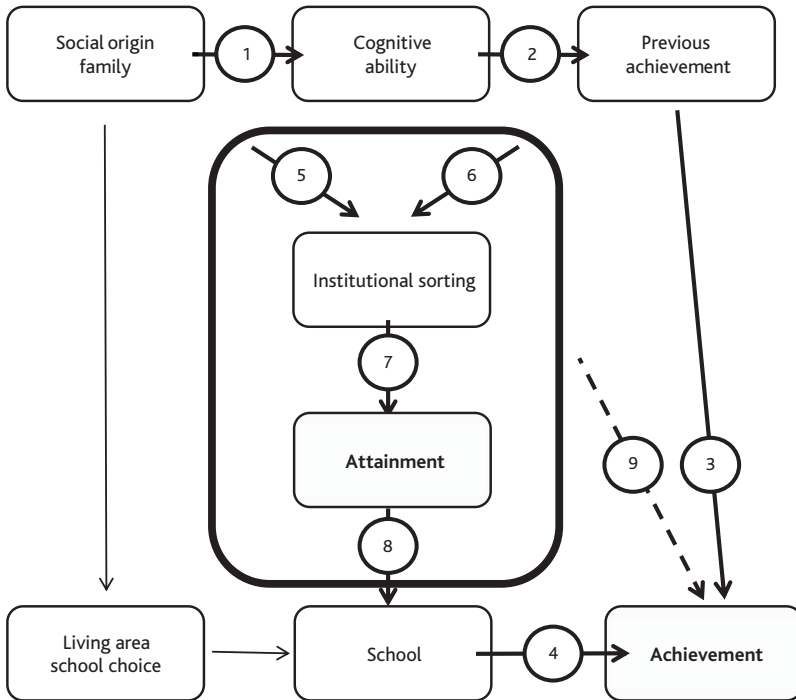 Social origin
family
1
Cognitive
ability
2
Previous
achievement
5
6
Institutional sorting
7
Attainment
9
3
8
Living area
school choice
School
4
Achievement